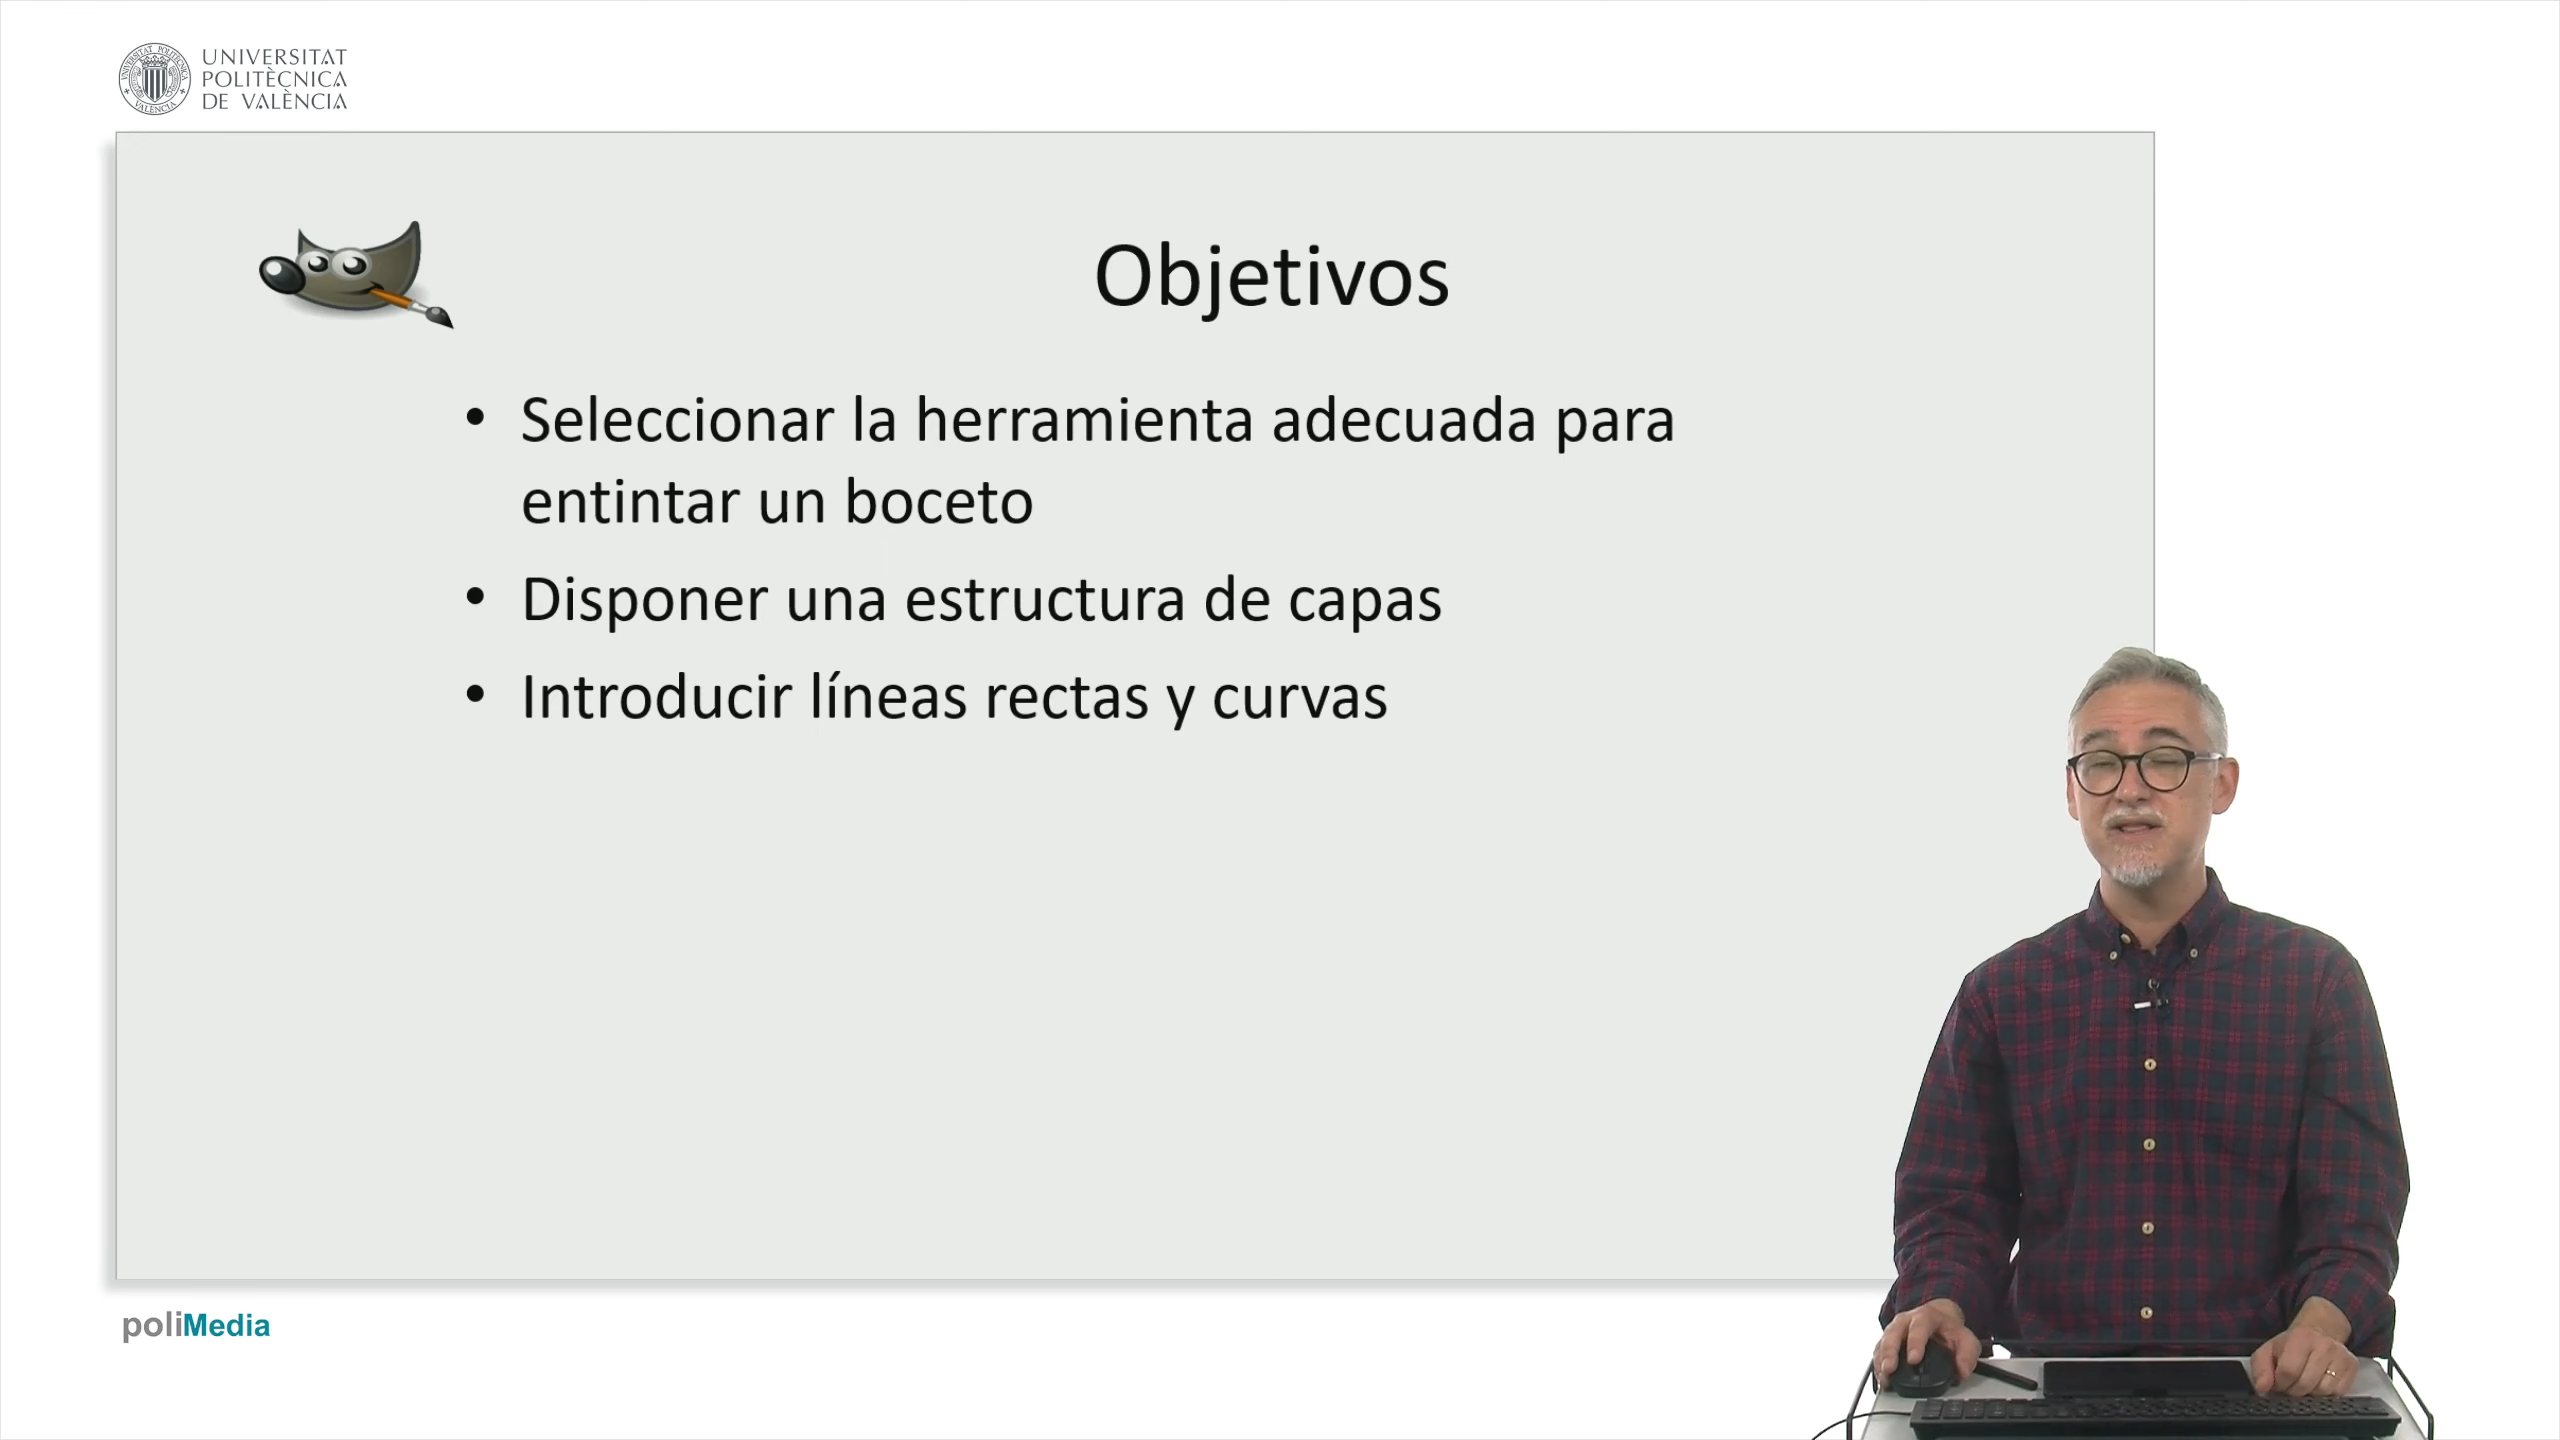 UNIVERSITAT
POLITÈCNICA
DE VALÈNCIA
Objetivos
• Seleccionar la herramienta adecuada para
entintar un boceto
• Disponer una estructura de capas
• Introducir líneas rectas y curvas
poliMedia